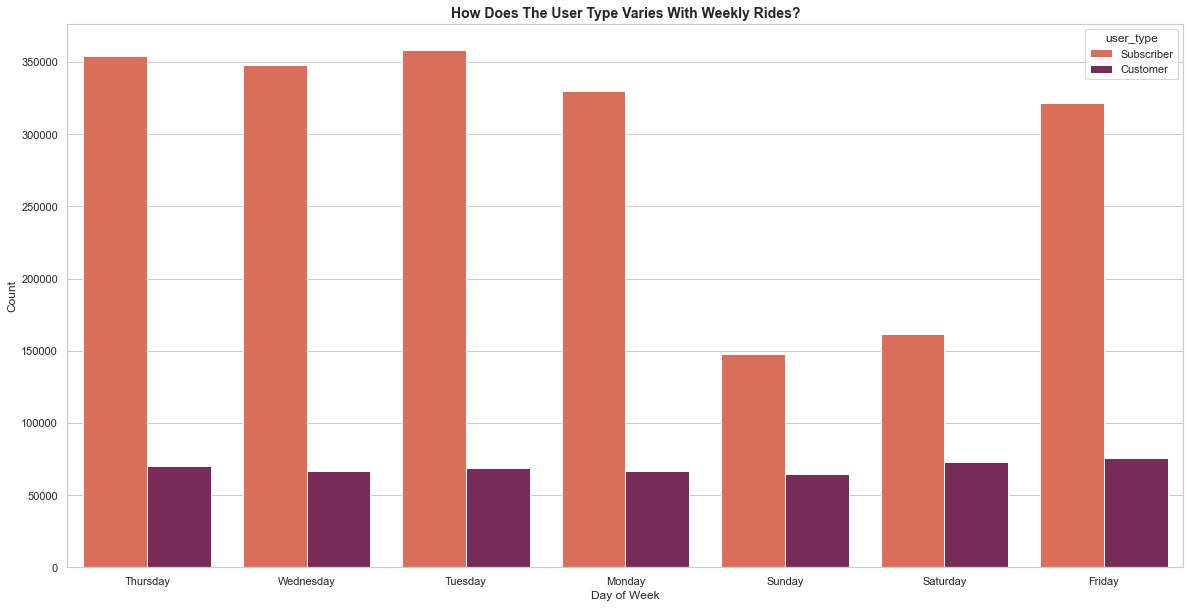 How Does The User Type Varies With Weekly Rides?
user_type
Subscriber
Customer
350000
300000
250000
200000
150000
100000
50000
0
Count
Thursday Wednesday Tuesday Monday Sunday Saturday Friday
Day of Week